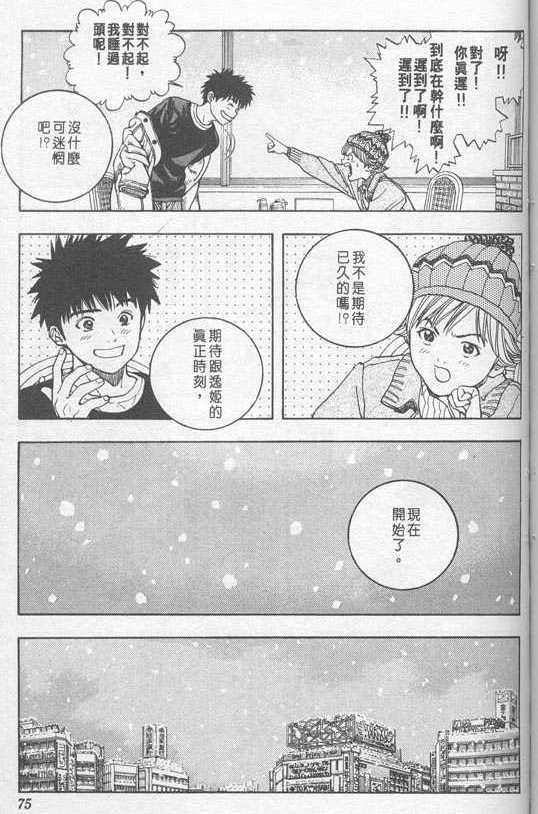 呀!!
對了!
你真遲!!
到底在幹什麼啊!
遲到了啊!
遲到了!!
對不起,
對不起!
我睡過
頭呢!
沒什麼
可迷惘
吧!?
我不是期待
已久的嗎!?
期待跟逸姬的
真正時刻,
現在
開始了。
75